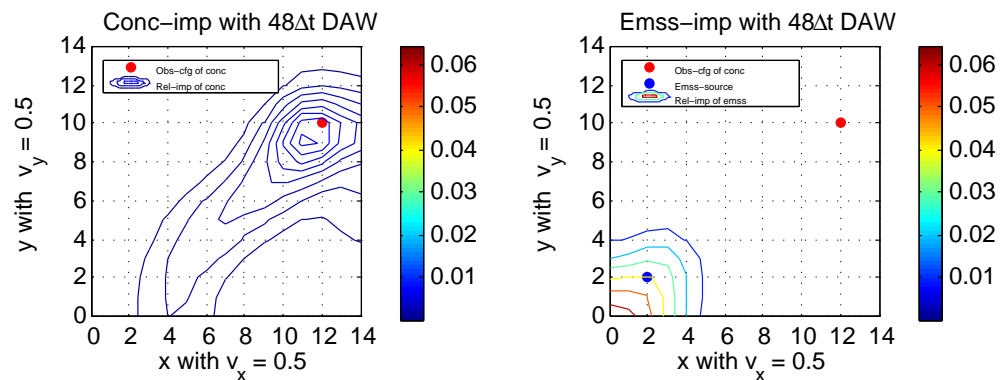 Conc-imp with 48Δt DAW
14
12
10
8
6
4
2
0
0 2 4 6 8 10 12 14
y with v_y = 0.5
x with v_x = 0.5
Obs-cfg of conc
Rel-imp of conc
0.06
0.05
0.04
0.03
0.02
0.01
Emss-imp with 48Δt DAW
14
12
10
8
6
4
2
0
0 2 4 6 8 10 12 14
y with v_y = 0.5
x with v_x = 0.5
Obs-cfg of conc
Emss-source
Rel-imp of emss
0.06
0.05
0.04
0.03
0.02
0.01